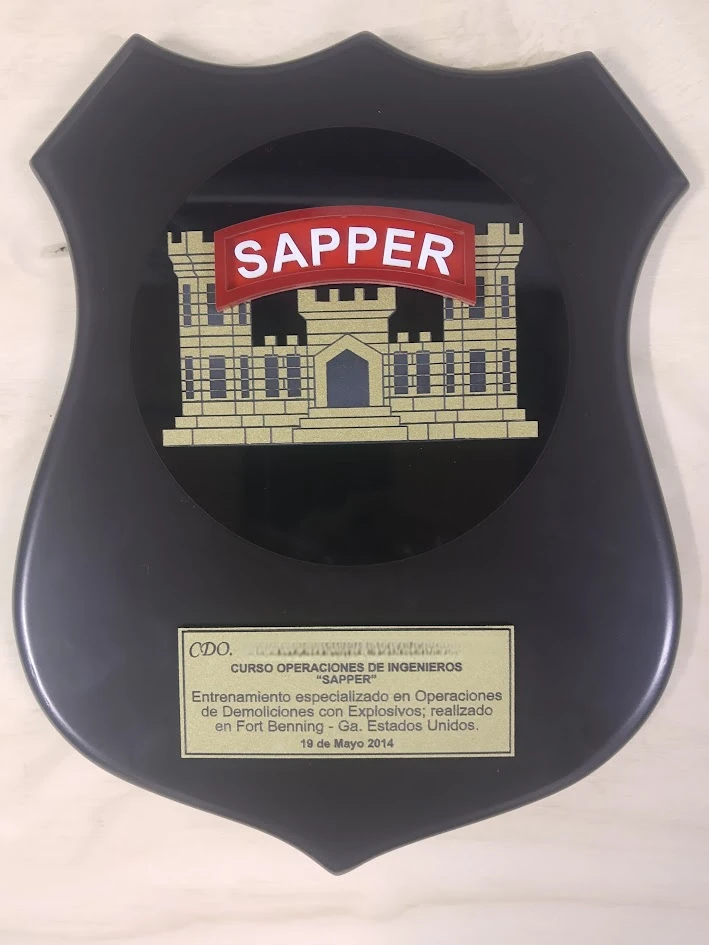 SAPPER
CDO.
CURSO OPERACIONES DE INGENIEROS
"SAPPER"
Entrenamiento especializado en Operaciones
de Demoliciones con Explosivos; realizado
en Fort Benning - Ga. Estados Unidos.
19 de Mayo 2014